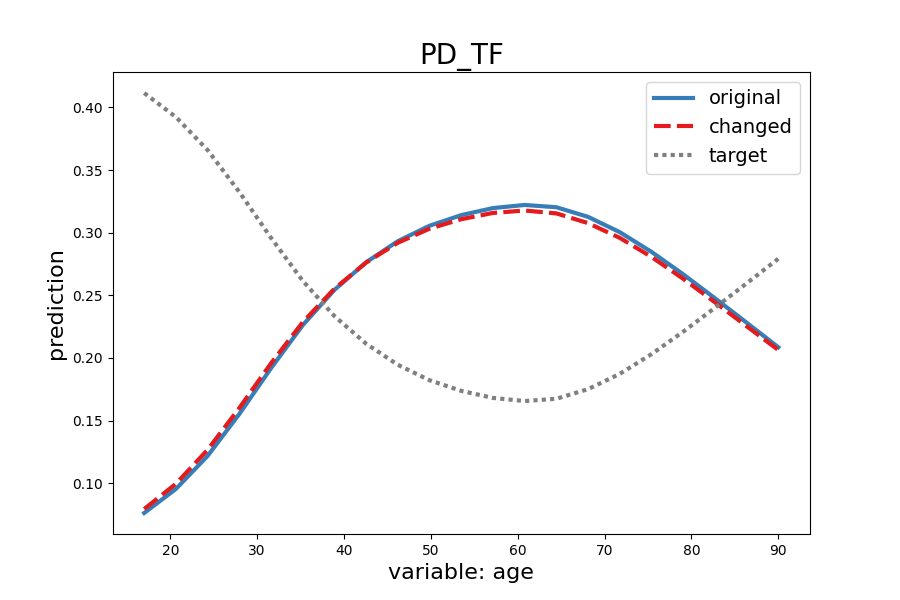 PD_TF
original
changed
target
prediction
0.40
0.35
0.30
0.25
0.20
0.15
0.10
20 30 40 50 60 70 80 90
variable: age